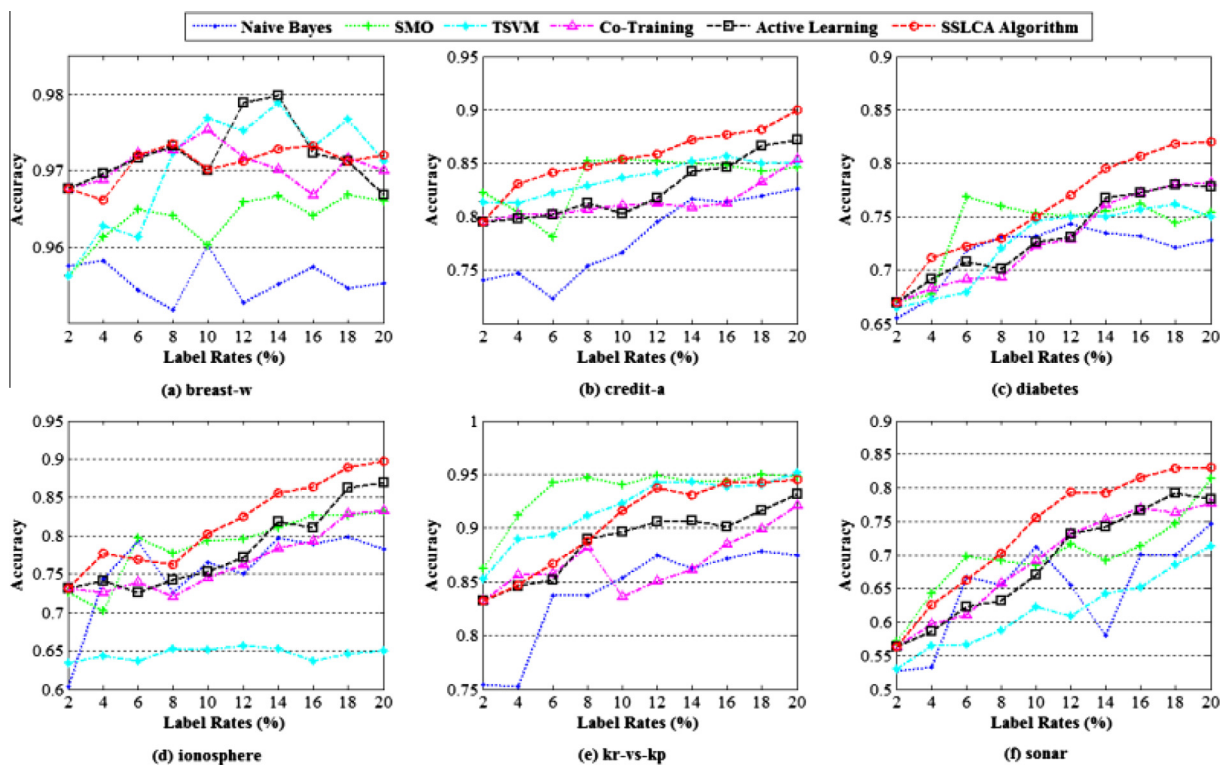 Naive Bayes SMO TSVM Co-Training Active Learning SSLCA Algorithm
0.98
0.97
0.96
Accuracy
2 4 6 8 10 12 14 16 18 20
Label Rates (%)
(a) breast-w
0.95
0.9
0.85
0.8
0.75
Accuracy
2 4 6 8 10 12 14 16 18 20
Label Rates (%)
(b) credit-a
0.9
0.85
0.8
0.75
0.7
0.65
Accuracy
2 4 6 8 10 12 14 16 18 20
Label Rates (%)
(c) diabetes
0.95
0.9
0.85
0.8
0.75
0.7
0.65
0.6
Accuracy
2 4 6 8 10 12 14 16 18 20
Label Rates (%)
(d) ionosphere
1
0.95
0.9
0.85
0.8
0.75
Accuracy
2 4 6 8 10 12 14 16 18 20
Label Rates (%)
(e) kr-vs-kp
0.9
0.85
0.8
0.75
0.7
0.65
0.6
0.55
0.5
Accuracy
2 4 6 8 10 12 14 16 18 20
Label Rates (%)
(f) sonar